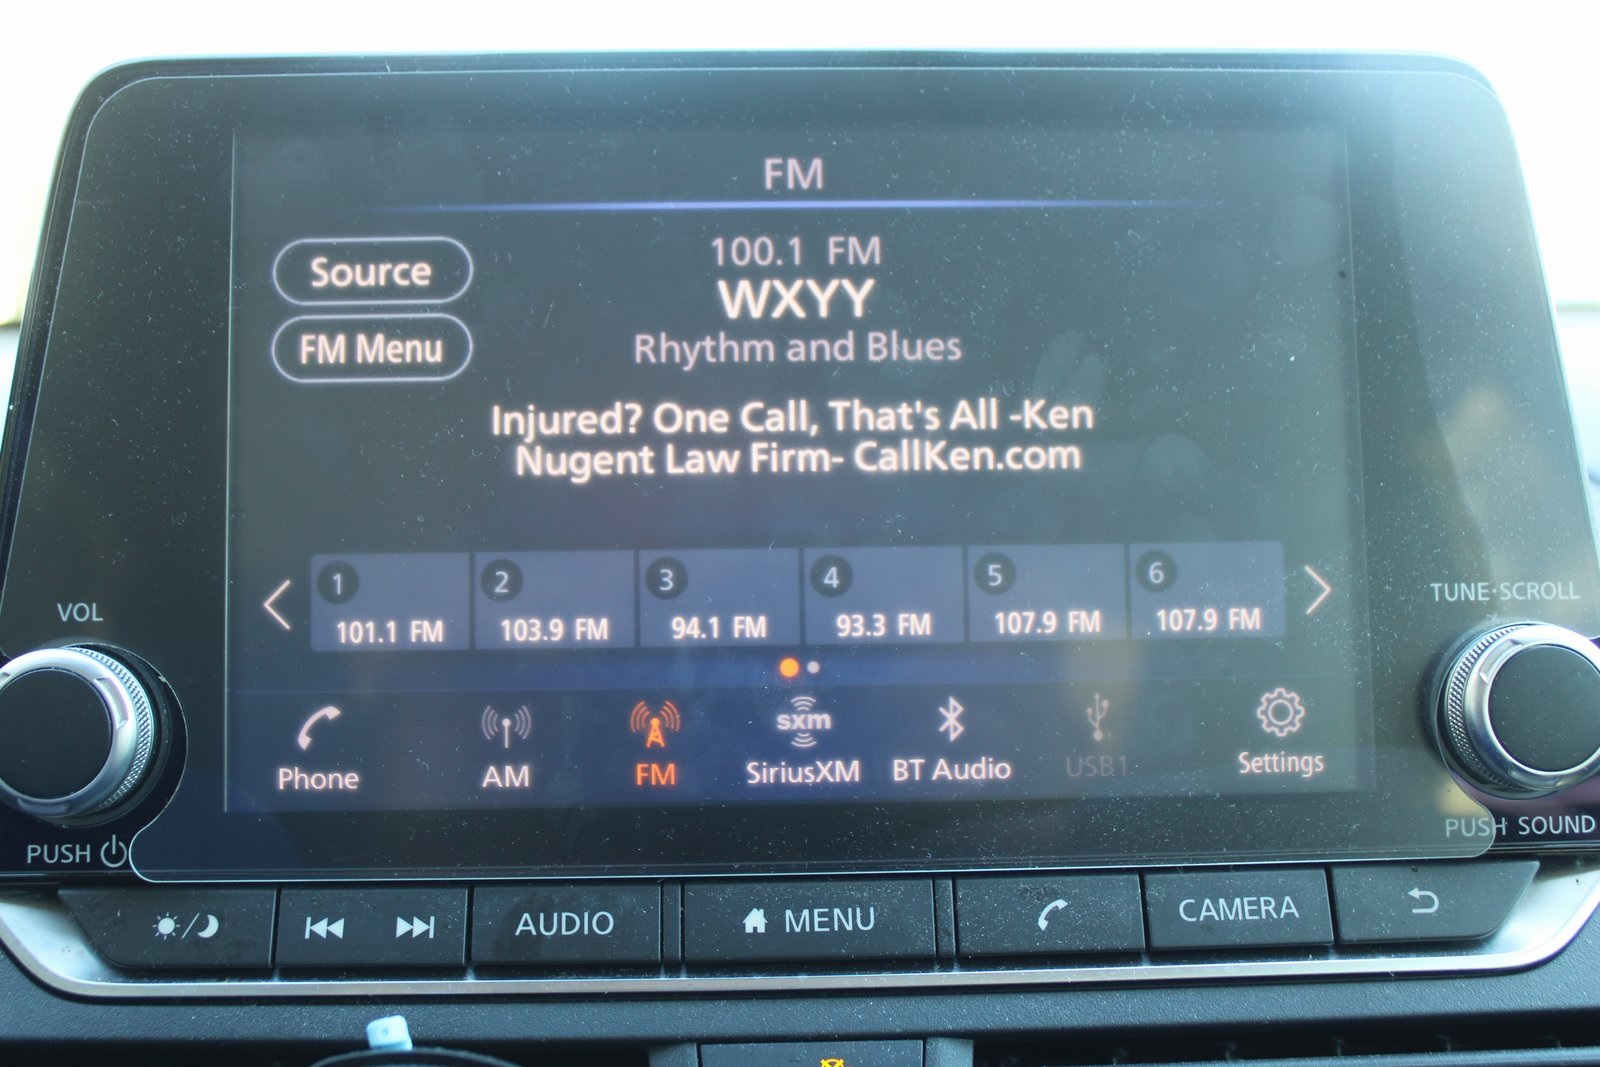 FM
Source
100.1 FM
WXYY
FM Menu
Rhythm and Blues
Injured? One Call, That's All -Ken
Nugent Law Firm- CallKen.com
1
2
3
4
5
6
101.1 FM
103.9 FM
94.1 FM
93.3 FM
107.9 FM
107.9 FM
VOL
TUNE·SCROLL
sxm
Phone
AM
FM
SiriusXM
BT Audio
USB1
Settings
PUSH
PUSH SOUND
AUDIO
MENU
CAMERA